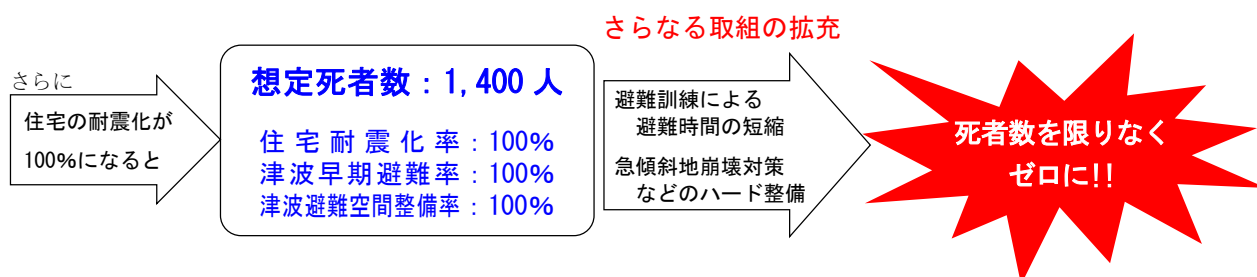 さらに
住宅の耐震化が
100%になると
想定死者数：1,400 人
住宅耐震化率：100%
津波早期避難率：100%
津波避難空間整備率：100%
さらなる取組の拡充
避難訓練による
避難時間の短縮
急傾斜地崩壊対策
などのハード整備
死者数を限りなく
ゼロに!!